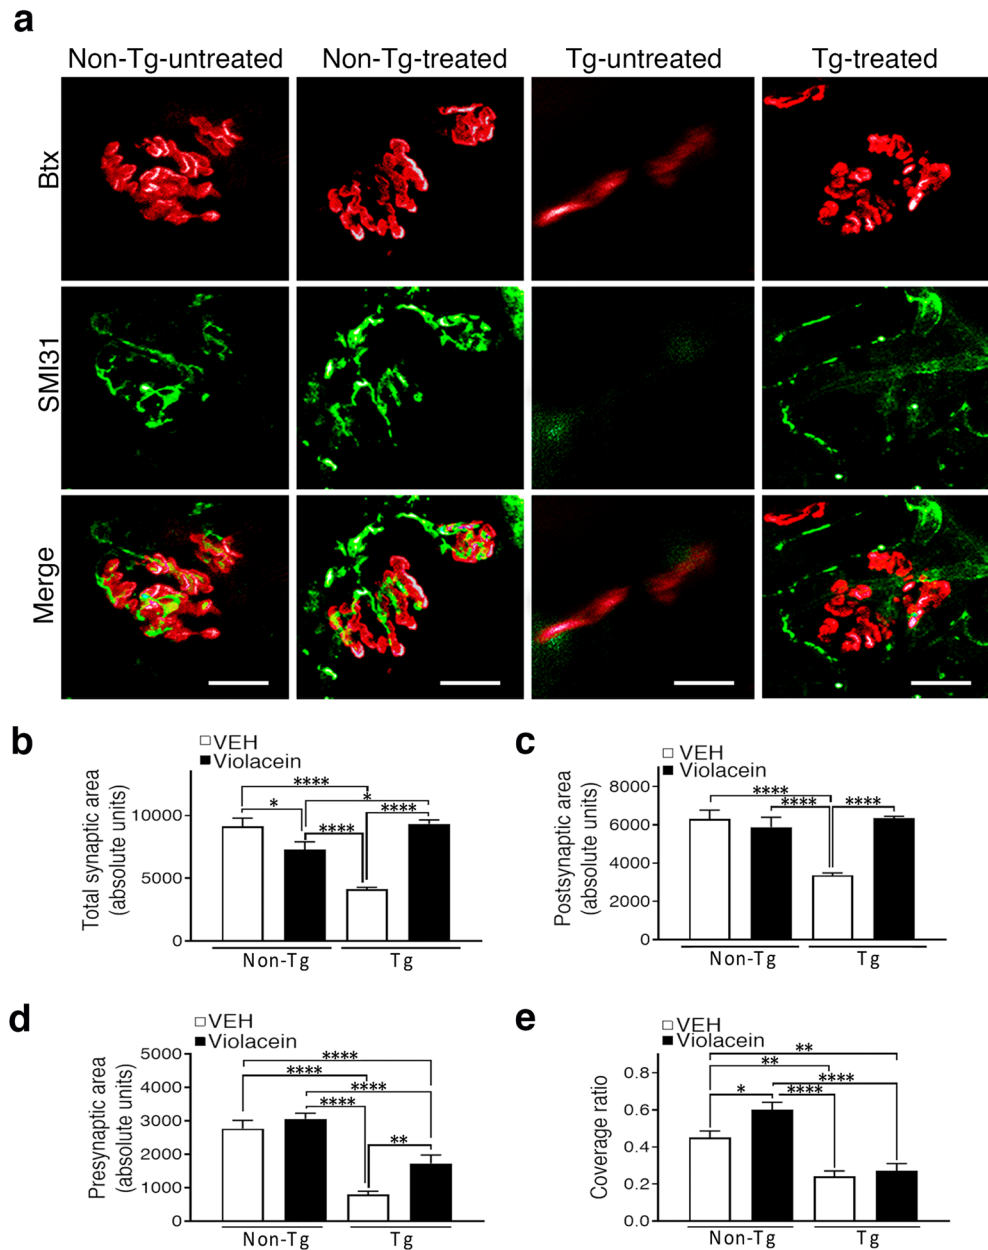 a
Non-Tg-untreated Non-Tg-treated Tg-untreated Tg-treated
Btx
SMI31
Merge
b
VEH
Violacein
Total synaptic area
(absolute units)
****
*
*
****
****
10000
5000
0
Non-Tg Tg
c
VEH
Violacein
Postsynaptic area
(absolute units)
****
**** ****
8000
6000
4000
2000
0
Non-Tg Tg
d
VEH
Violacein
Presynaptic area
(absolute units)
****
****
****
****
**
5000
4000
3000
2000
1000
0
Non-Tg Tg
e
VEH
Violacein
Coverage ratio
**
**
****
* ****
0.8
0.6
0.4
0.2
0.0
Non-Tg Tg